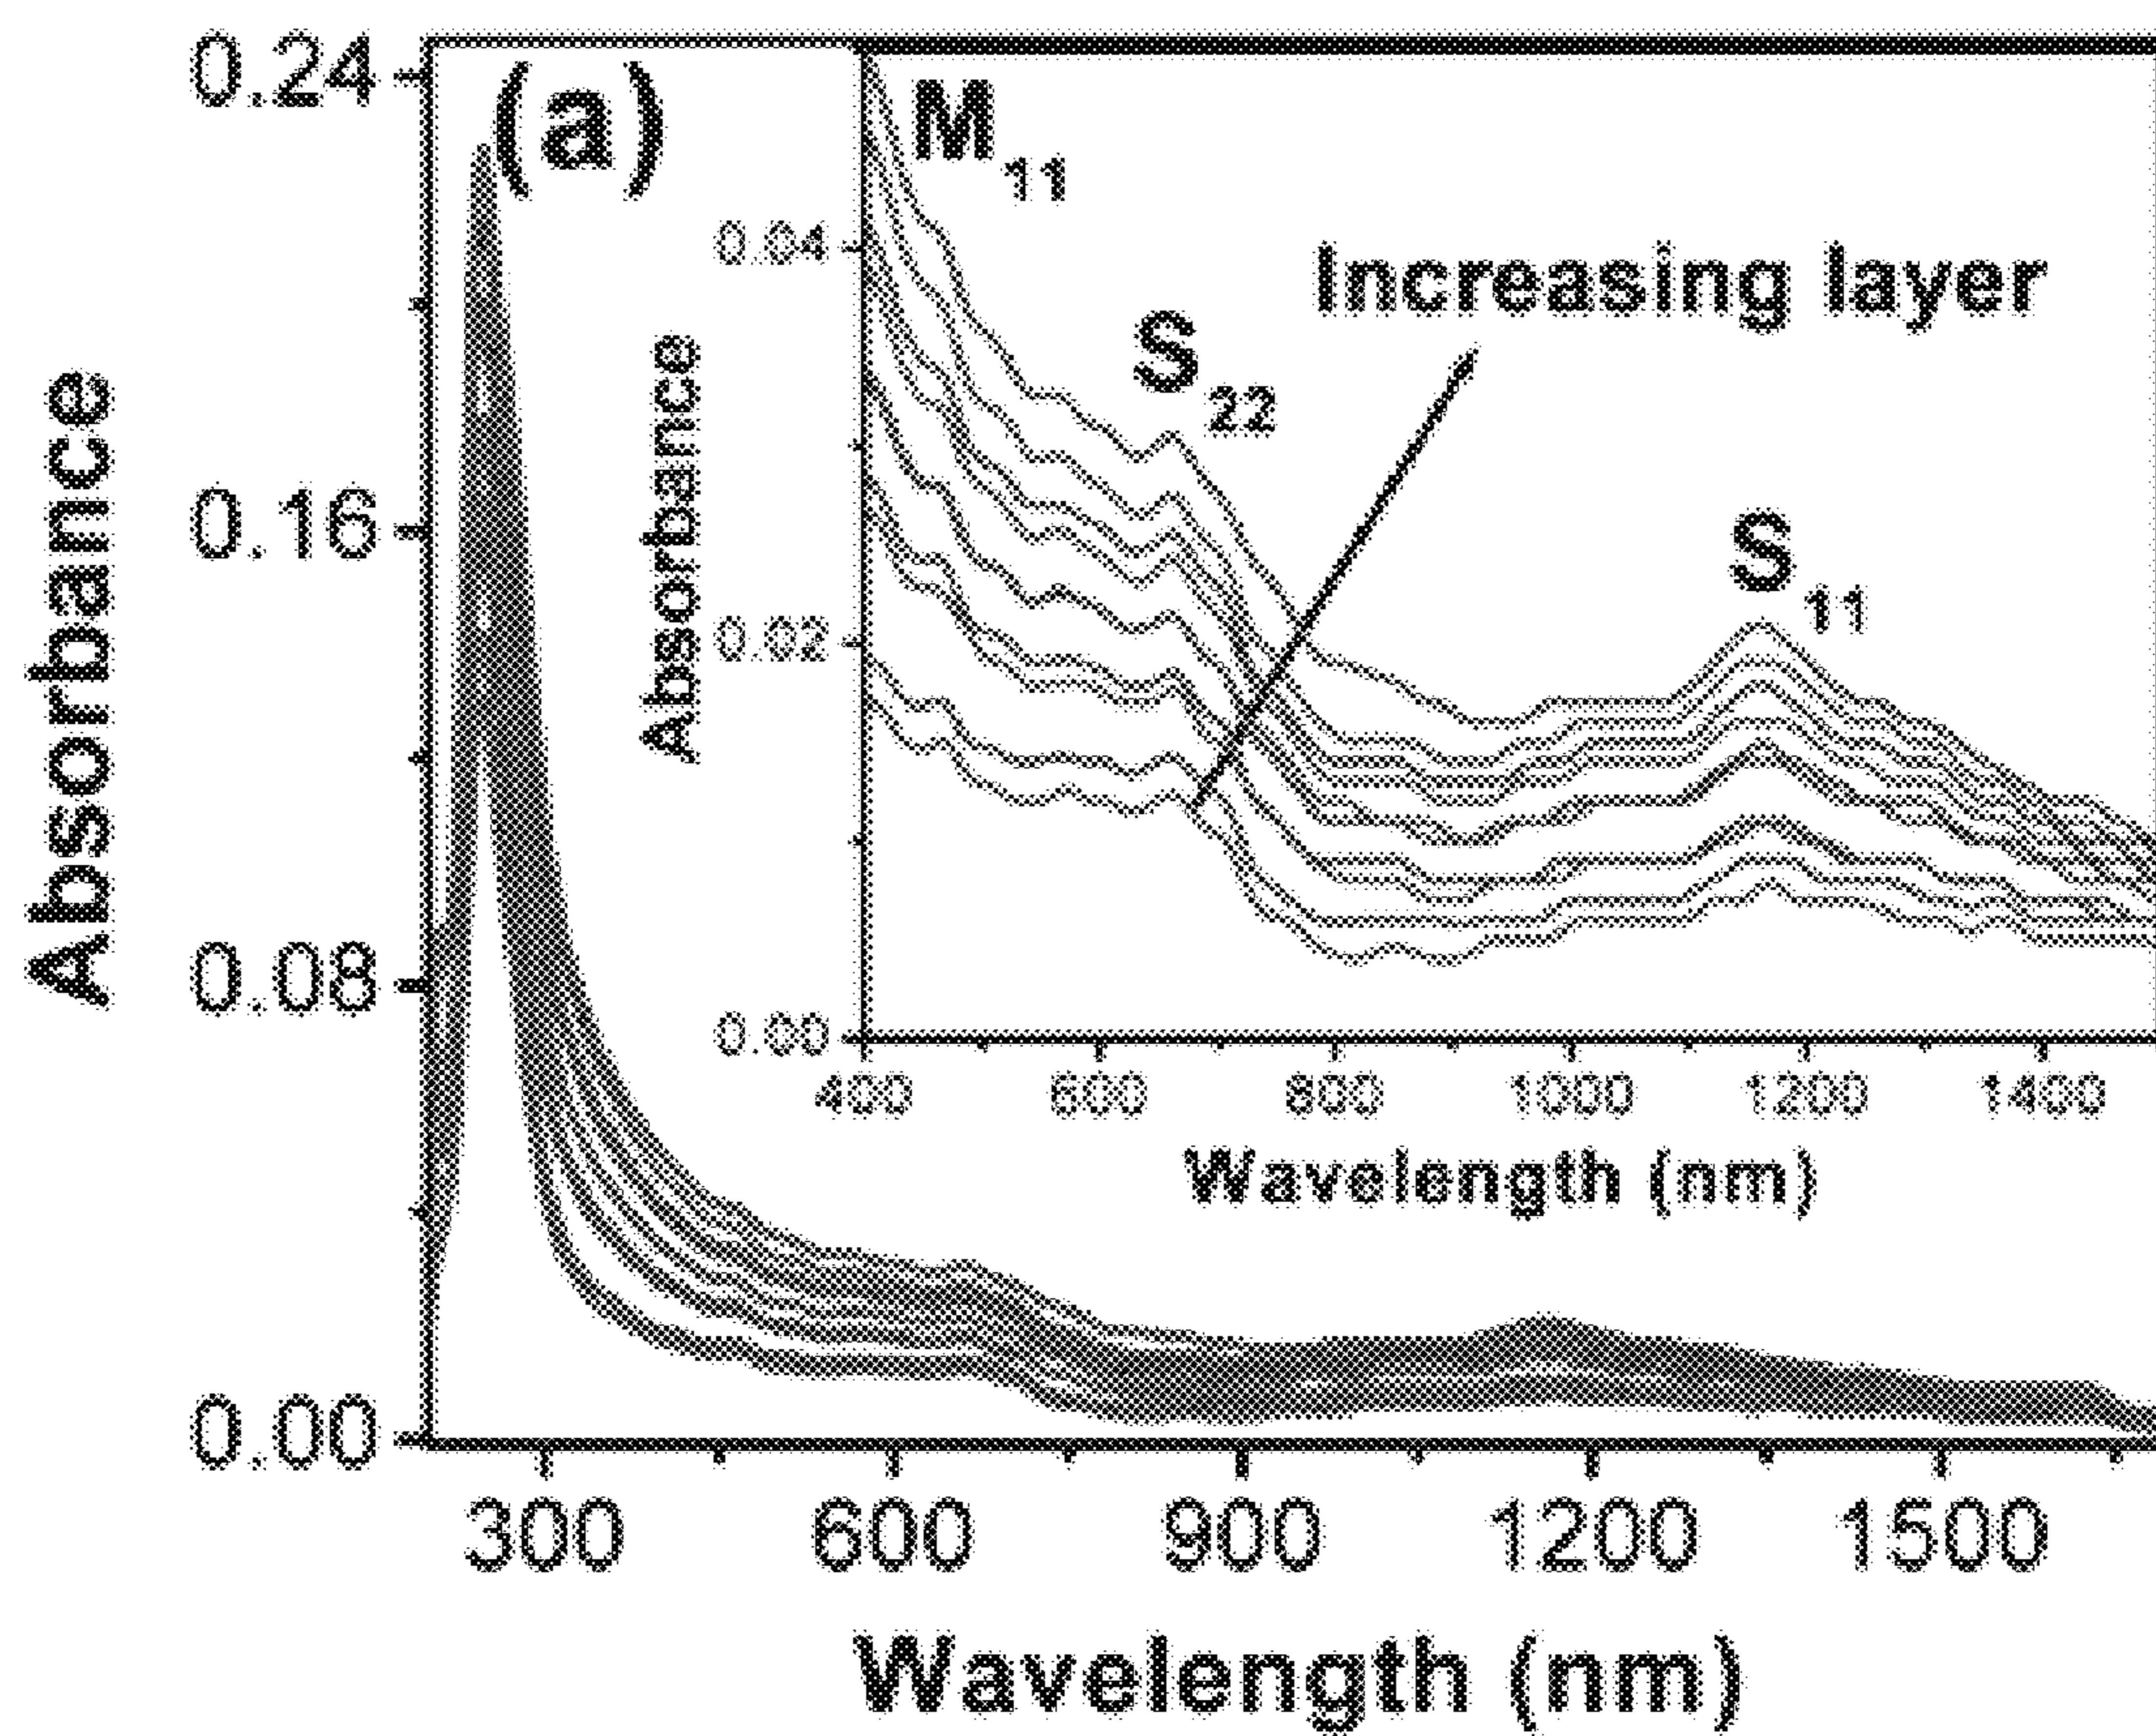 0.24
(a)
M11
0.04
Increasing layer
S22
Absorbance
S11
0.16
Absorbance
0.02
0.08
0.00
400 600 800 1000 1200 1400
Wavelength (nm)
0.00
300 600 900 1200 1500
Wavelength (nm)